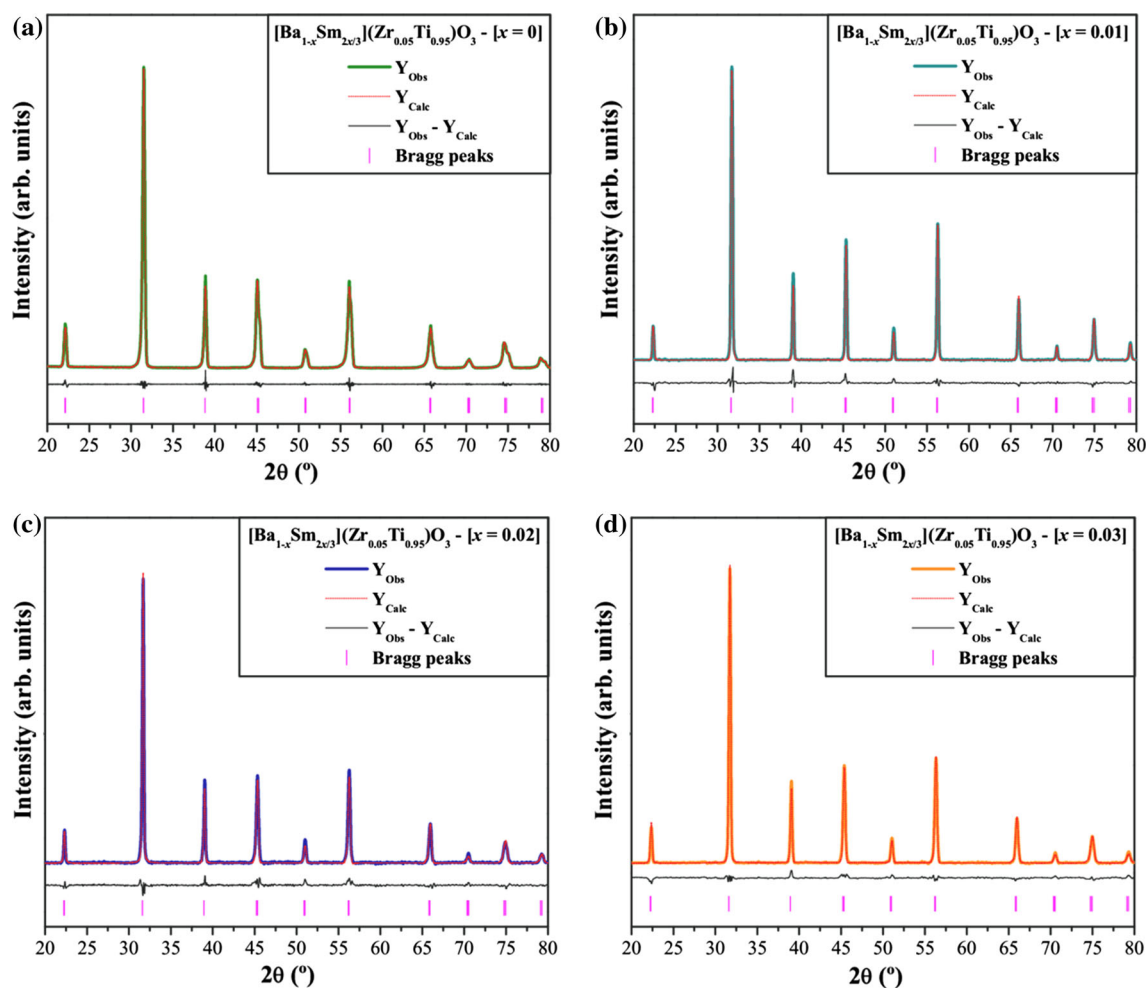 (a)
[Ba1-xSm2x/3](Zr0.05Ti0.95)O3 - [x = 0]
YObs
YCalc
YObs - YCalc
Bragg peaks
Intensity (arb. units)
20 25 30 35 40 45 50 55 60 65 70 75 80
2θ (º)
(b)
[Ba1-xSm2x/3](Zr0.05Ti0.95)O3 - [x = 0.01]
YObs
YCalc
YObs - YCalc
Bragg peaks
Intensity (arb. units)
20 25 30 35 40 45 50 55 60 65 70 75 80
2θ (º)
(c)
[Ba1-xSm2x/3](Zr0.05Ti0.95)O3 - [x = 0.02]
YObs
YCalc
YObs - YCalc
Bragg peaks
Intensity (arb. units)
20 25 30 35 40 45 50 55 60 65 70 75 80
2θ (º)
(d)
[Ba1-xSm2x/3](Zr0.05Ti0.95)O3 - [x = 0.03]
YObs
YCalc
YObs - YCalc
Bragg peaks
Intensity (arb. units)
20 25 30 35 40 45 50 55 60 65 70 75 80
2θ (º)